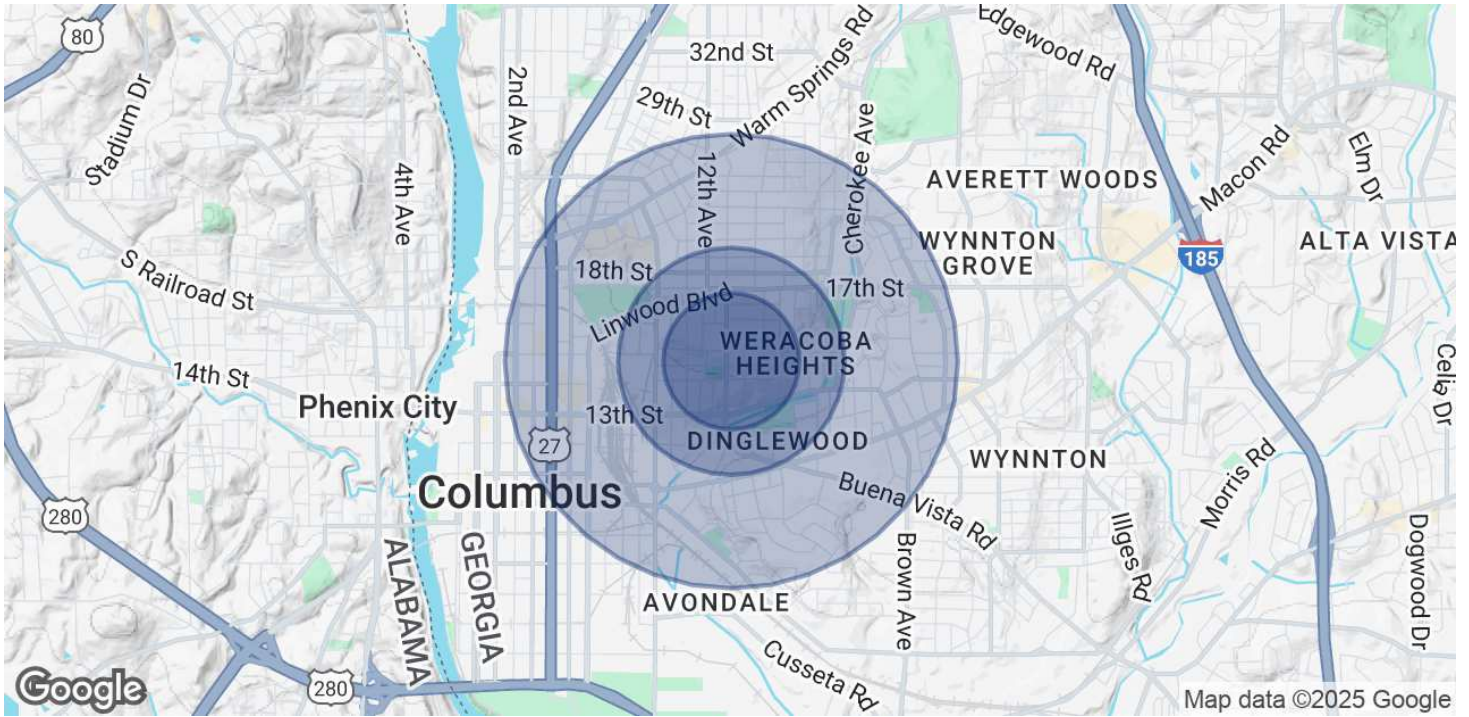 80
Stadium Dr
2nd Ave
32nd St
29th St
Warm Springs Rd
Edgewood Rd
4th Ave
12th Ave
Cherokee Ave
AVERETT WOODS
Macon Rd
Elm Dr
S Railroad St
18th St
Linwood Blvd
17th St
WYNNTON
GROVE
185
ALTA VISTA
WERACOBA
HEIGHTS
14th St
Phenix City
13th St
27
DINGLEWOOD
WYNNTON
Celia Dr
Columbus
Buena Vista Rd
Morris Rd
280
ALABAMA
GEORGIA
Brown Ave
Illges Rd
Dogwood Dr
AVONDALE
Cusseta Rd
280
Google
Map data ©2025 Google